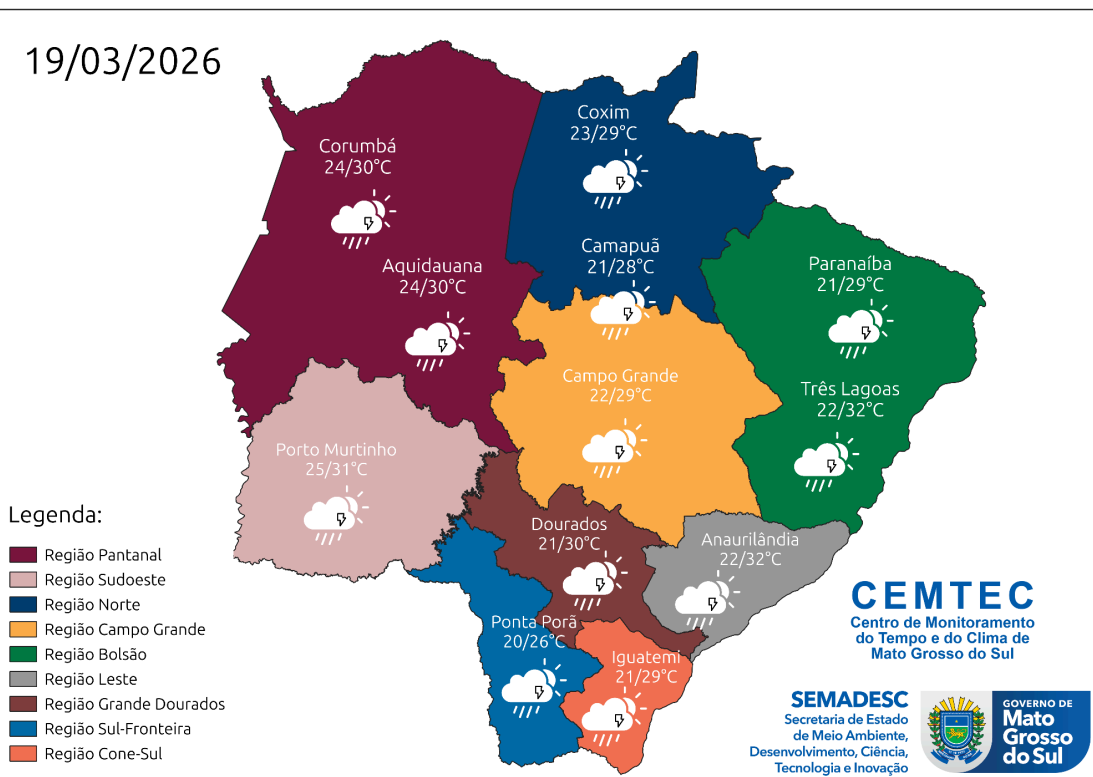 19/03/2026
Coxim
23/29°C
Corumbá
24/30°C
Camapuã
21/28°C
Aquidauana
24/30°C
Paranaíba
21/29°C
Campo Grande
22/29°C
Três Lagoas
22/32°C
Porto Murtinho
25/31°C
Dourados
21/30°C
Anaurilândia
22/32°C
Ponta Porã
20/26°C
Iguatemi
21/29°C
Legenda:
Região Pantanal
Região Sudoeste
Região Norte
Região Campo Grande
Região Bolsão
Região Leste
Região Grande Dourados
Região Sul-Fronteira
Região Cone-Sul
CEMTEC
Centro de Monitoramento
do Tempo e do Clima de
Mato Grosso do Sul
SEMADESC
Secretaria de Estado
de Meio Ambiente,
Desenvolvimento, Ciência,
Tecnologia e Inovação
GOVERNO DE
Mato
Grosso
do Sul